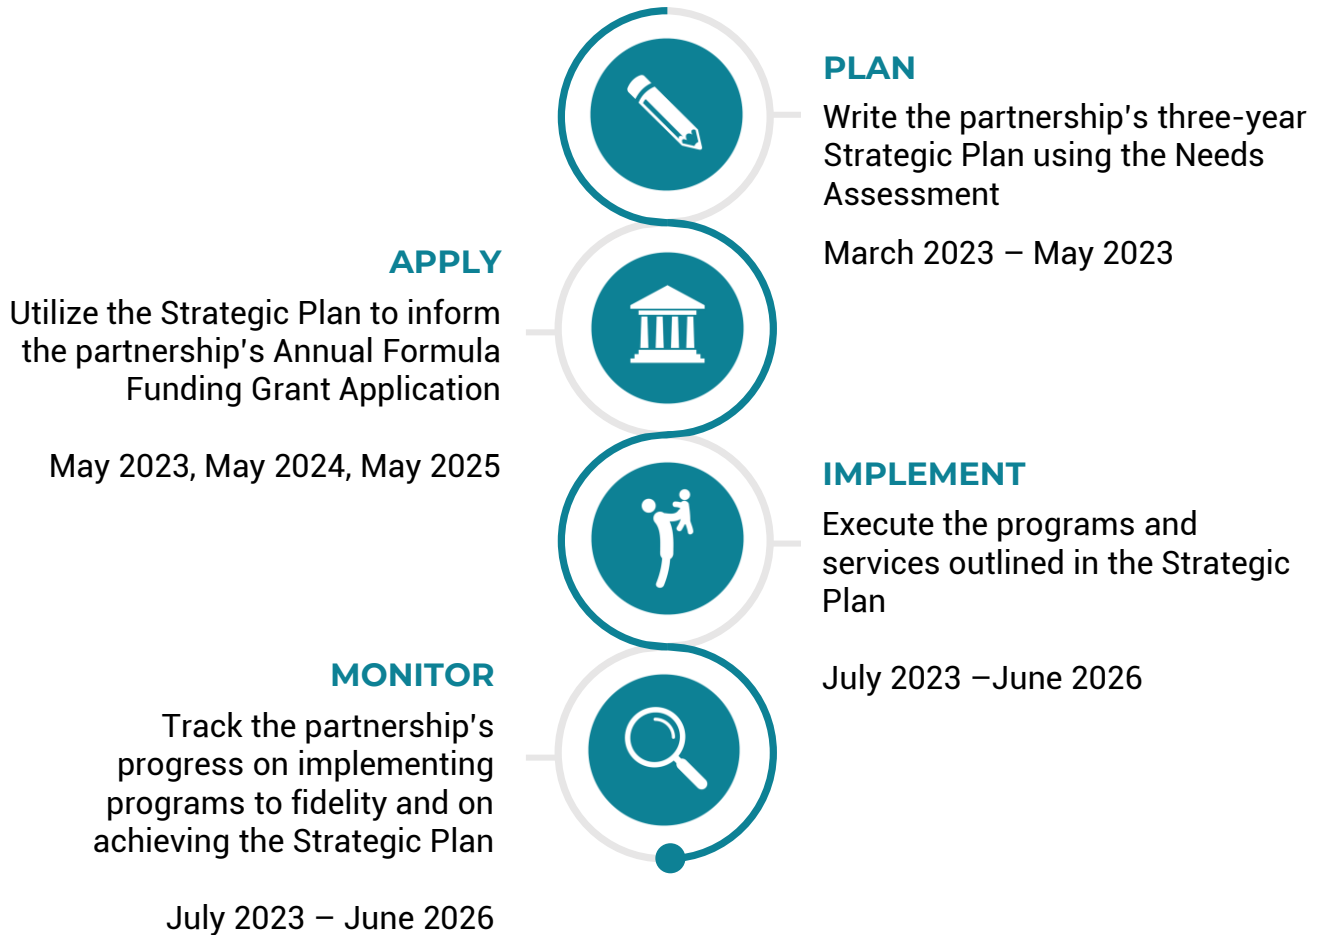 PLAN
Write the partnership's three-year
Strategic Plan using the Needs
Assessment
March 2023 – May 2023
APPLY
Utilize the Strategic Plan to inform
the partnership's Annual Formula
Funding Grant Application
May 2023, May 2024, May 2025
IMPLEMENT
Execute the programs and
services outlined in the Strategic
Plan
July 2023 –June 2026
MONITOR
Track the partnership's
progress on implementing
programs to fidelity and on
achieving the Strategic Plan
July 2023 – June 2026